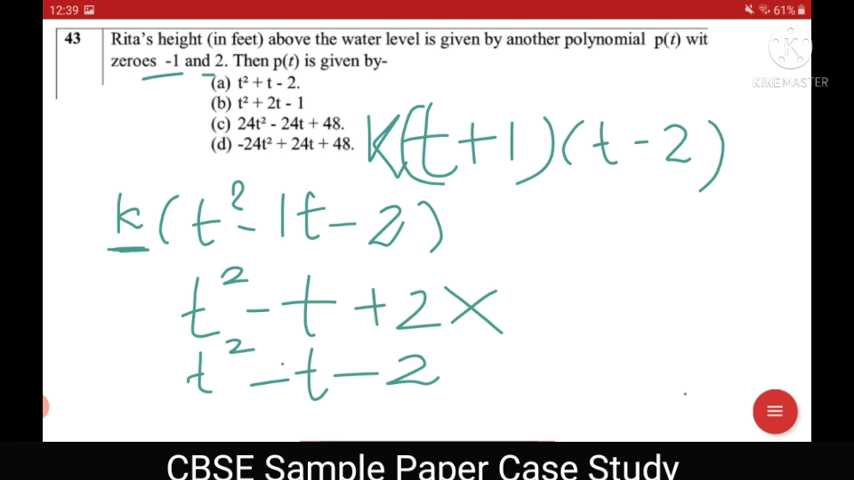 12:39 61%
43 Rita's height (in feet) above the water level is given by another polynomial p(t) wit
zeroes -1 and 2. Then p(t) is given by-
KINEMASTER
(a) t² + t - 2.
(b) t² + 2t - 1
(c) 24t² - 24t + 48.
(d) -24t² + 24t + 48.
k(t+1)(t-2)
k(t²-1t-2)
t²-t+2×
t²-t-2
CBSE Sample Paper Case Study